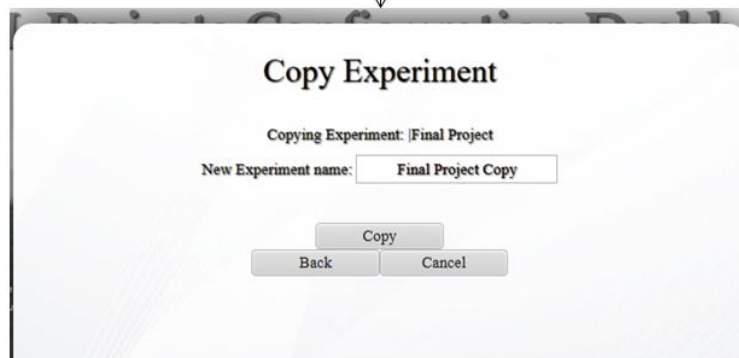 Copy Experiment
Copying Experiment: |Final Project
New Experiment name: Final Project Copy
Copy
Back Cancel